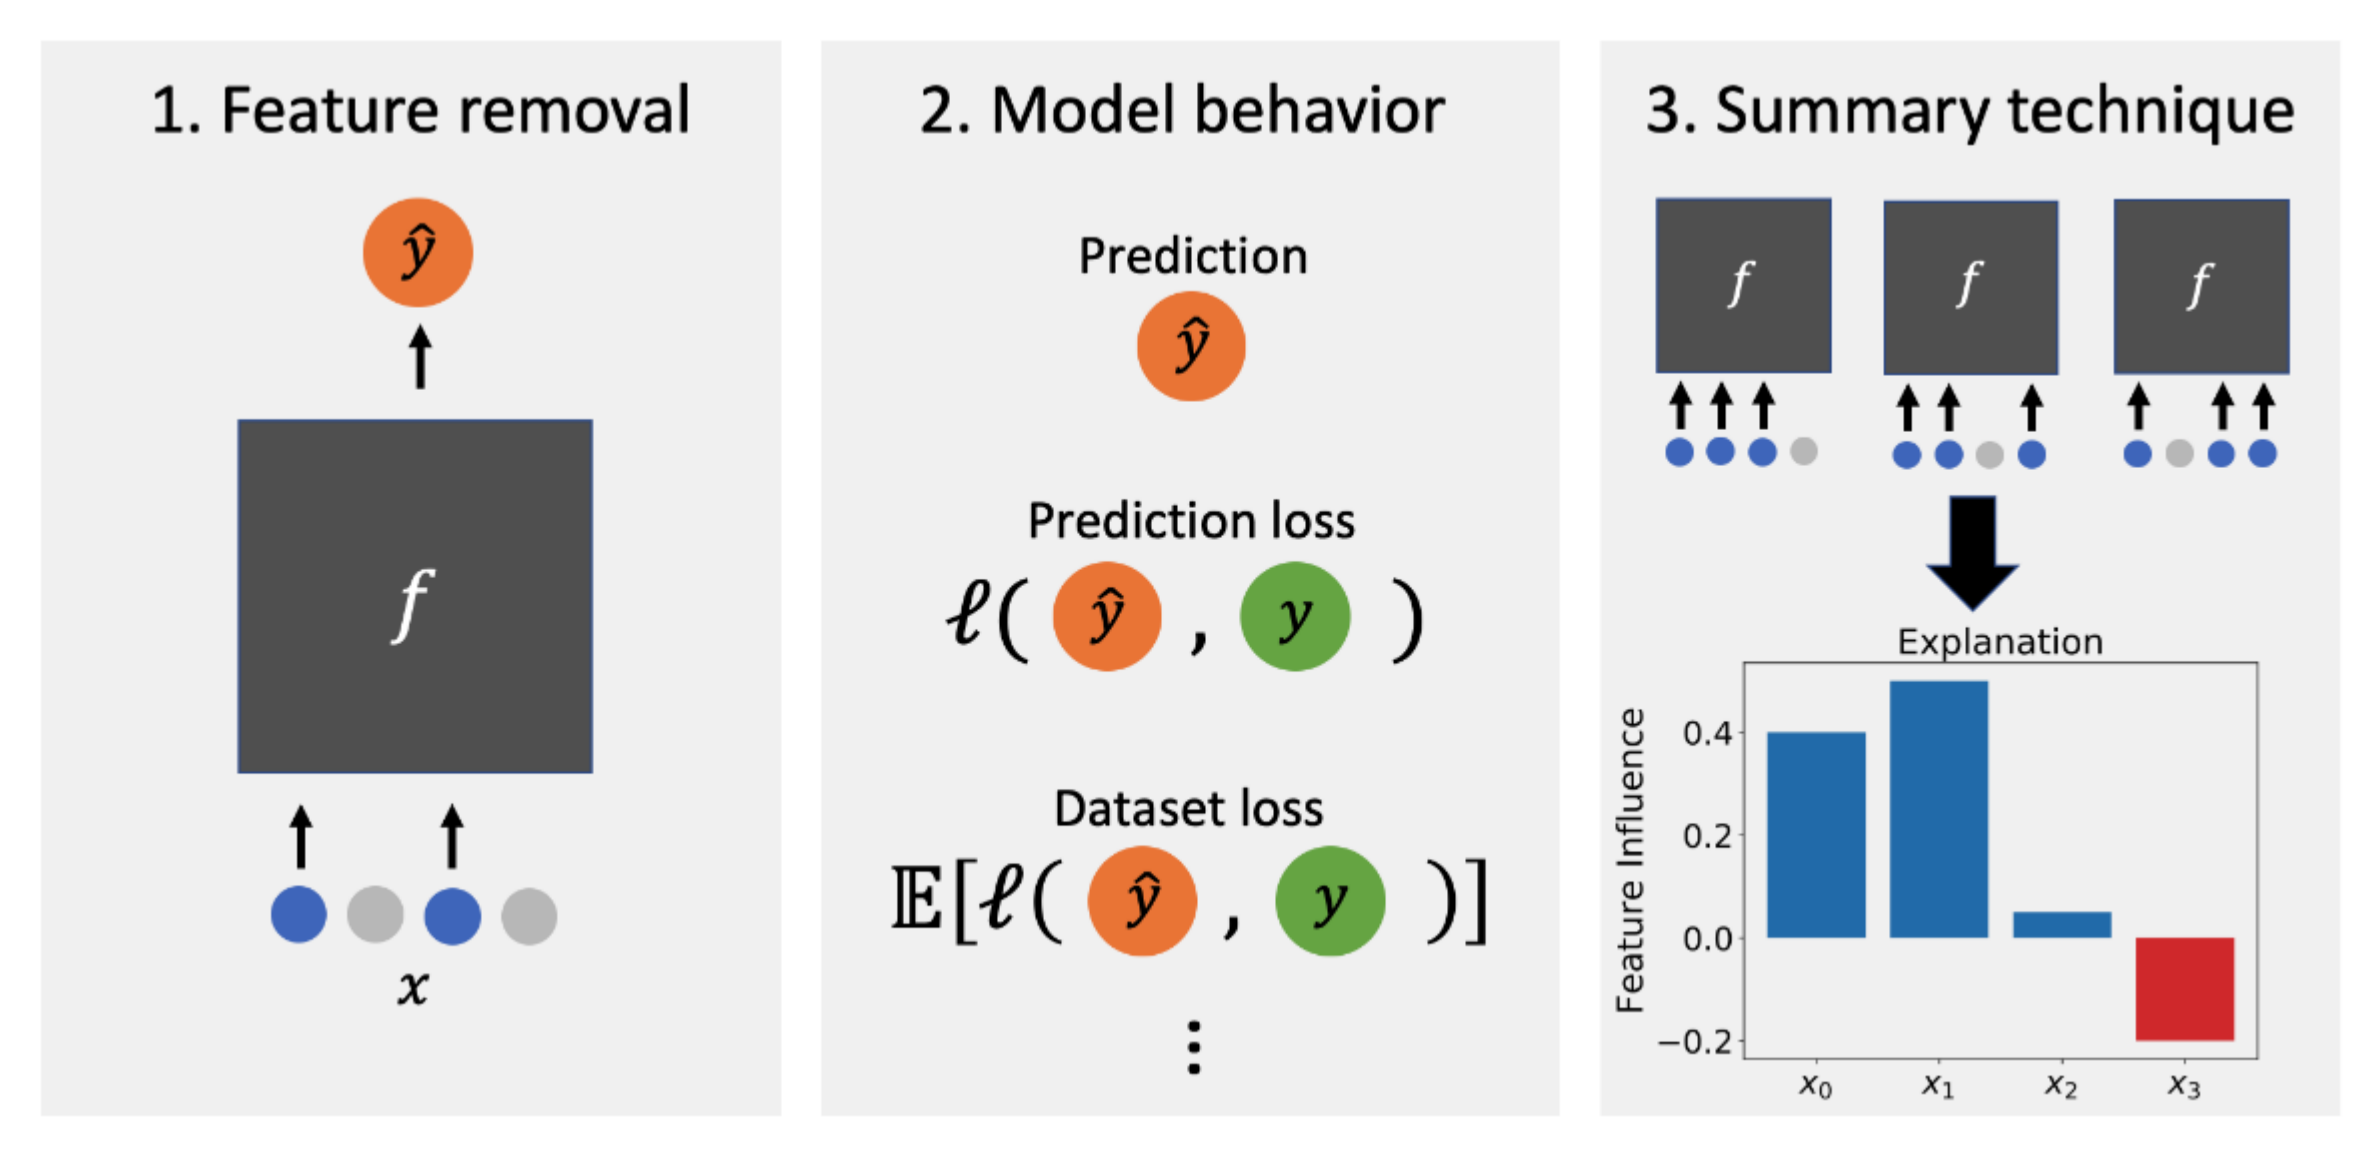 1. Feature removal
ŷ
f
x
2. Model behavior
Prediction
ŷ
Prediction loss
ℓ( ŷ , y )
Dataset loss
𝔼[ℓ( ŷ , y )]
⋮
3. Summary technique
f f f
Explanation
Feature Influence
0.4
0.2
0.0
−0.2
x₀ x₁ x₂ x₃